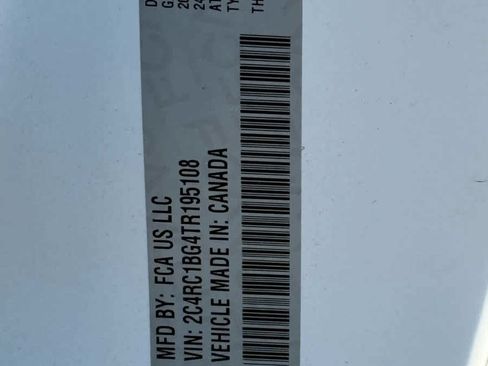 MFD BY: FCA US LLC
VIN: 2C4RC1BG4TR195108
VEHICLE MADE IN: CANADA